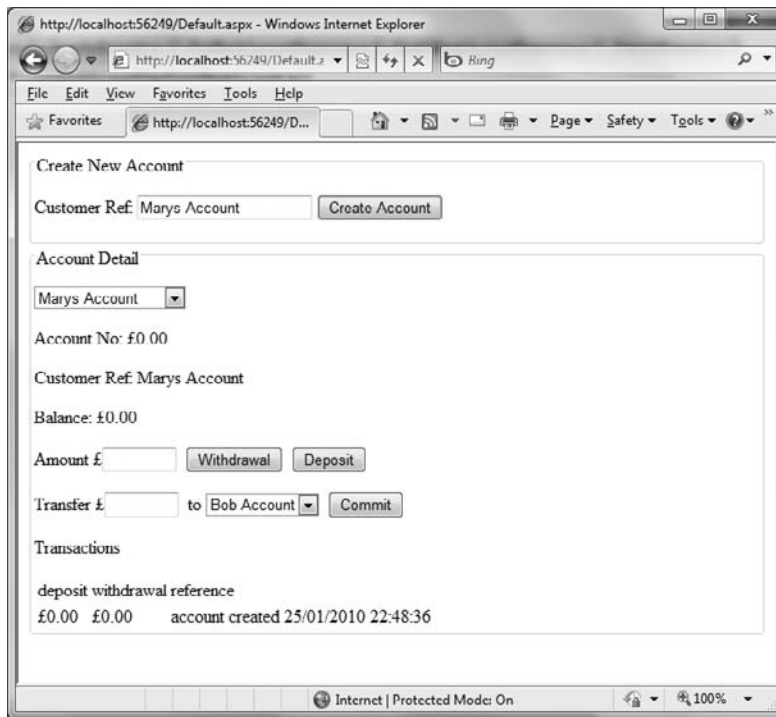 http://localhost:56249/Default.aspx - Windows Internet Explorer
http://localhost:56249/Default.a
Bing
File Edit View Favorites Tools Help
Favorites
http://localhost:56249/D...
Page Safety Tools
Create New Account
Customer Ref: Marys Account Create Account
Account Detail
Marys Account
Account No: £0.00
Customer Ref: Marys Account
Balance: £0.00
Amount £ Withdrawal Deposit
Transfer £ to Bob Account Commit
Transactions
deposit withdrawal reference
£0.00 £0.00 account created 25/01/2010 22:48:36
Internet | Protected Mode: On 100%